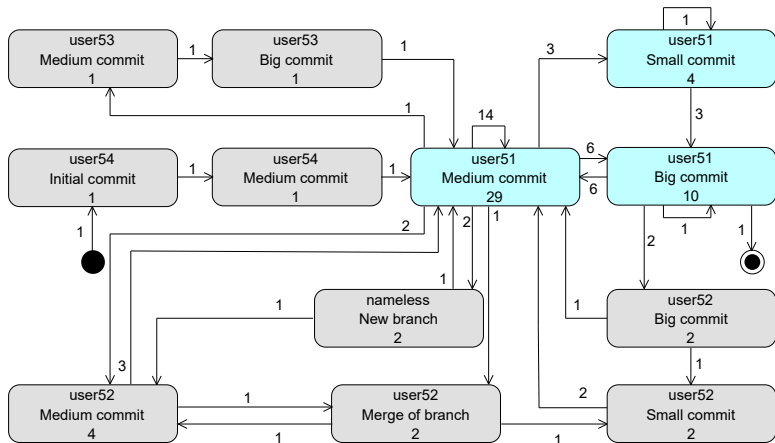 1
user53
Medium commit
1
1
user53
Big commit
1
1
3
user51
Small commit
4
1
14
3
user54
Initial commit
1
1
user54
Medium commit
1
1
user51
Medium commit
29
6
6
user51
Big commit
10
1
2
2
1
1
2
1
3
1
1
nameless
New branch
2
1
user52
Big commit
2
1
user52
Medium commit
4
1
1
user52
Merge of branch
2
1
2
user52
Small commit
2